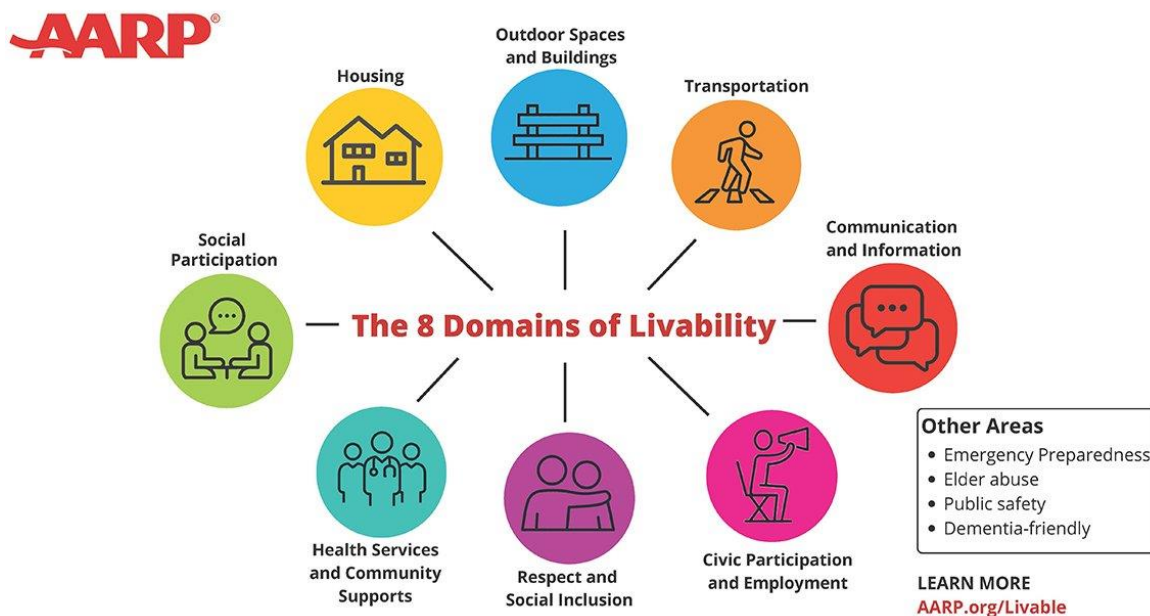 AARP®
Outdoor Spaces
and Buildings
Housing
Transportation
Social
Participation
Communication
and Information
The 8 Domains of Livability
Health Services
and Community
Supports
Respect and
Social Inclusion
Civic Participation
and Employment
Other Areas
• Emergency Preparedness
• Elder abuse
• Public safety
• Dementia-friendly
LEARN MORE
AARP.org/Livable